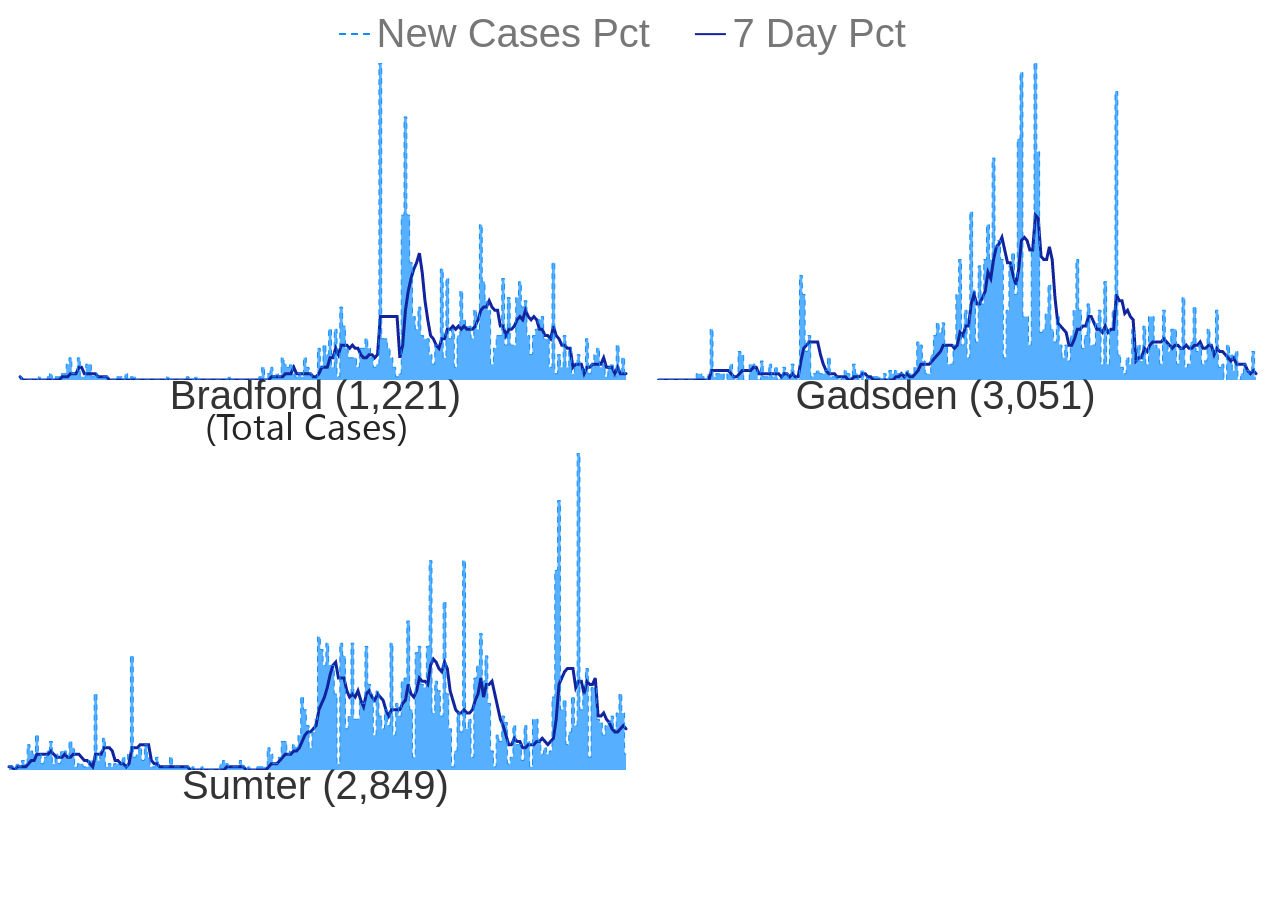 New Cases Pct 7 Day Pct
Bradford (1,221)
(Total Cases)
Gadsden (3,051)
Sumter (2,849)